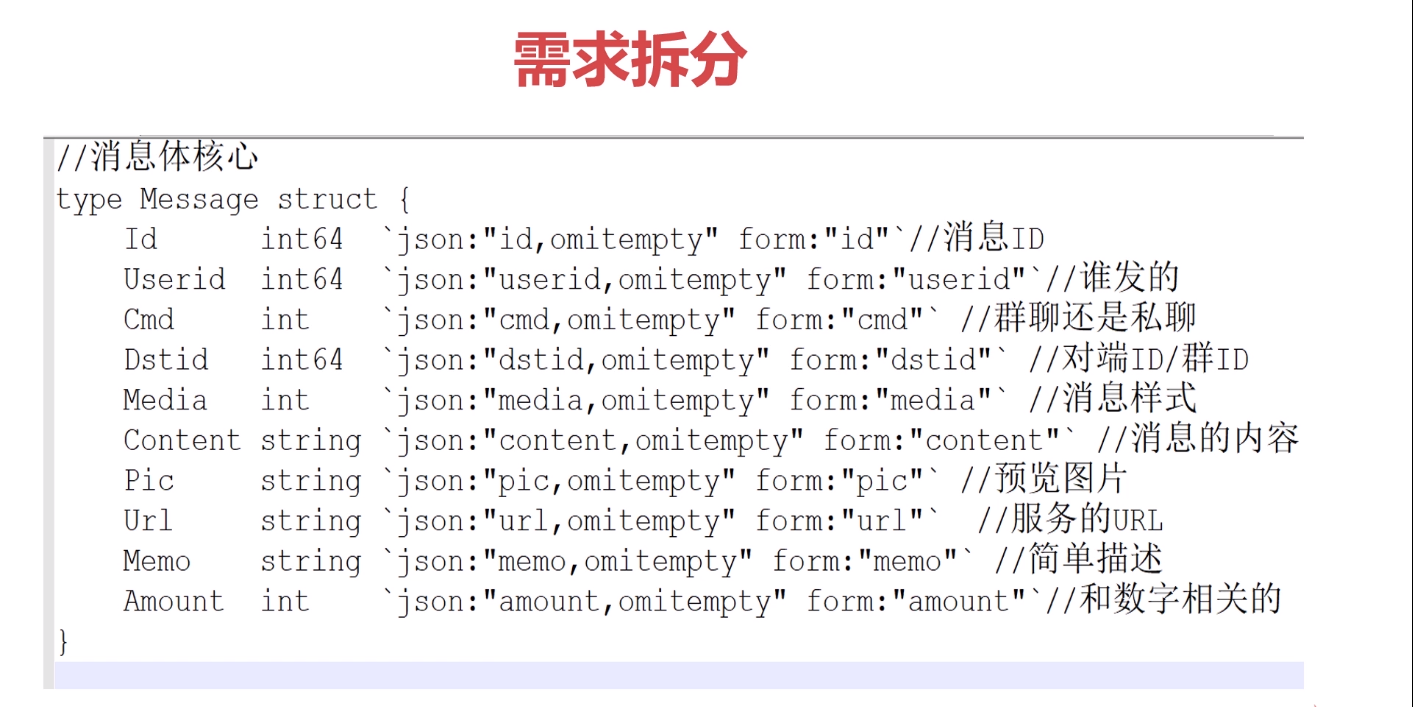 需求拆分
//消息体核心
type Message struct {
    Id      int64  `json:"id,omitempty" form:"id"`//消息ID
    Userid  int64  `json:"userid,omitempty" form:"userid"`//谁发的
    Cmd     int    `json:"cmd,omitempty" form:"cmd"` //群聊还是私聊
    Dstid   int64  `json:"dstid,omitempty" form:"dstid"` //对端ID/群ID
    Media   int    `json:"media,omitempty" form:"media"` //消息样式
    Content string `json:"content,omitempty" form:"content"` //消息的内容
    Pic     string `json:"pic,omitempty" form:"pic"` //预览图片
    Url     string `json:"url,omitempty" form:"url"`  //服务的URL
    Memo    string `json:"memo,omitempty" form:"memo"` //简单描述
    Amount  int    `json:"amount,omitempty" form:"amount"`//和数字相关的
}